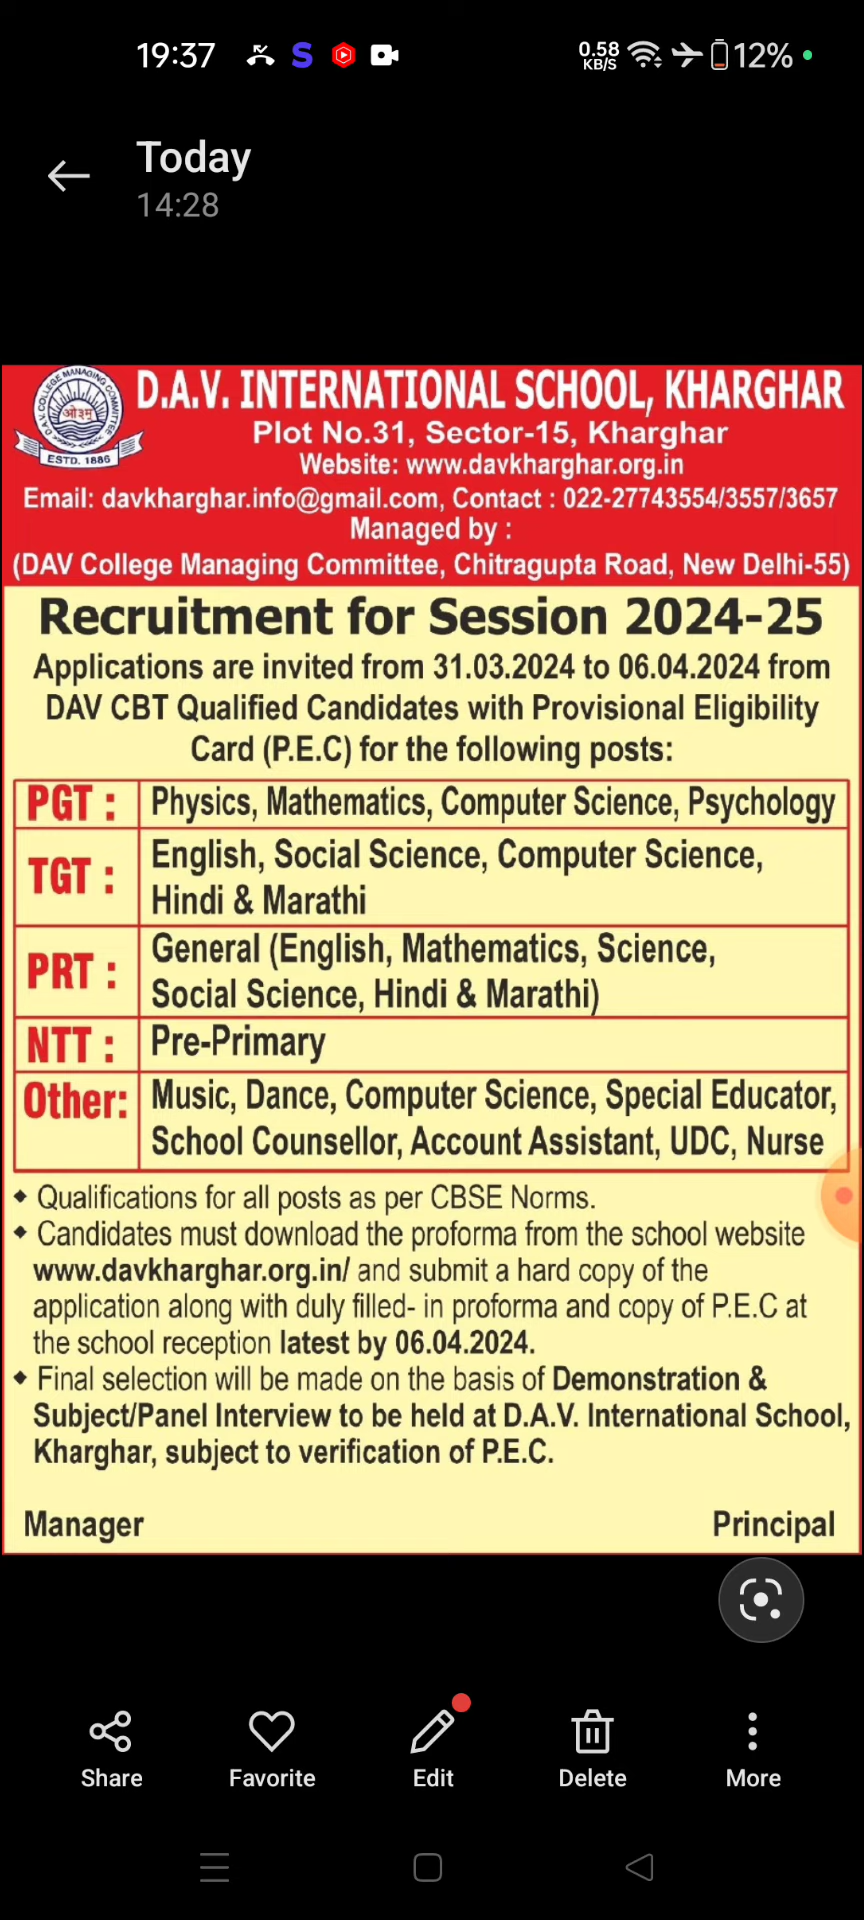 19:37 S 0.58 KB/S 12%
Today
14:28
D.A.V. COLLEGE MANAGING COMMITTEE
ओ३म्
ESTD. 1886
D.A.V. INTERNATIONAL SCHOOL, KHARGHAR
Plot No.31, Sector-15, Kharghar
Website: www.davkharghar.org.in
Email: davkharghar.info@gmail.com, Contact : 022-27743554/3557/3657
Managed by :
(DAV College Managing Committee, Chitragupta Road, New Delhi-55)
Recruitment for Session 2024-25
Applications are invited from 31.03.2024 to 06.04.2024 from
DAV CBT Qualified Candidates with Provisional Eligibility
Card (P.E.C) for the following posts:
PGT : Physics, Mathematics, Computer Science, Psychology
TGT : English, Social Science, Computer Science,
Hindi & Marathi
PRT : General (English, Mathematics, Science,
Social Science, Hindi & Marathi)
NTT : Pre-Primary
Other: Music, Dance, Computer Science, Special Educator,
School Counsellor, Account Assistant, UDC, Nurse
◆ Qualifications for all posts as per CBSE Norms.
◆ Candidates must download the proforma from the school website
www.davkharghar.org.in/ and submit a hard copy of the
application along with duly filled- in proforma and copy of P.E.C at
the school reception latest by 06.04.2024.
◆ Final selection will be made on the basis of Demonstration &
Subject/Panel Interview to be held at D.A.V. International School,
Kharghar, subject to verification of P.E.C.
Manager Principal
Share Favorite Edit Delete More